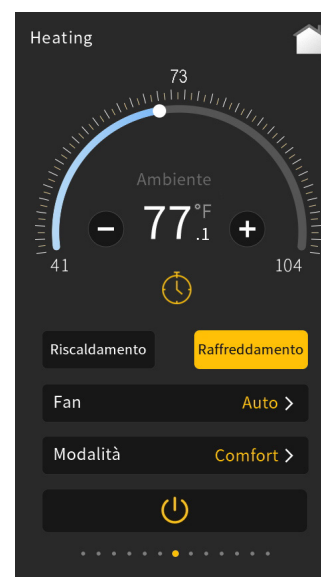 Heating
73
Ambiente
77.1 °F
41
104
Riscaldamento
Raffreddamento
Fan
Auto
Modalità
Comfort